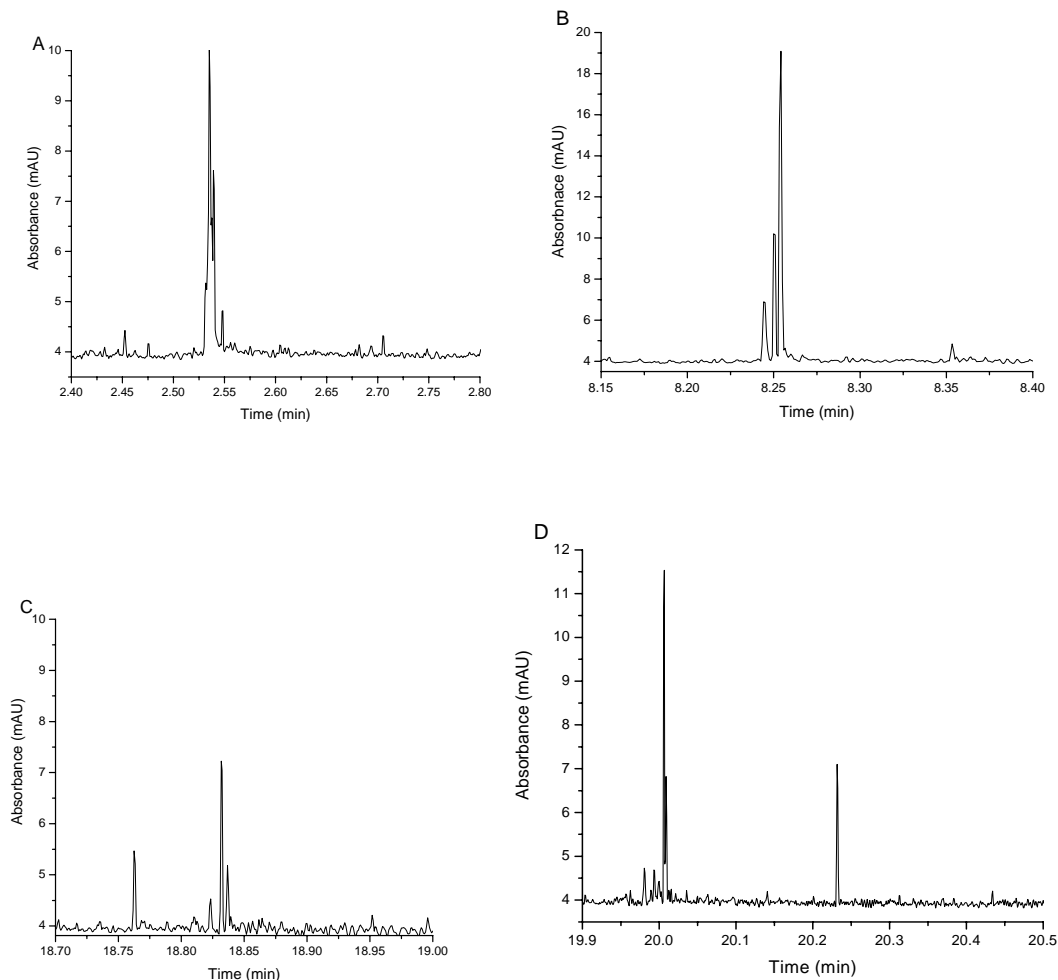 A
10
9
8
7
6
5
4
2.40 2.45 2.50 2.55 2.60 2.65 2.70 2.75 2.80
Absorbance (mAU)
Time (min)
B
20
18
16
14
12
10
8
6
4
8.15 8.20 8.25 8.30 8.35 8.40
Absorbnace (mAU)
Time (min)
C
10
9
8
7
6
5
4
18.70 18.75 18.80 18.85 18.90 18.95 19.00
Absorbance (mAU)
Time (min)
D
12
11
10
9
8
7
6
5
4
19.9 20.0 20.1 20.2 20.3 20.4 20.5
Absorbance (mAU)
Time (min)